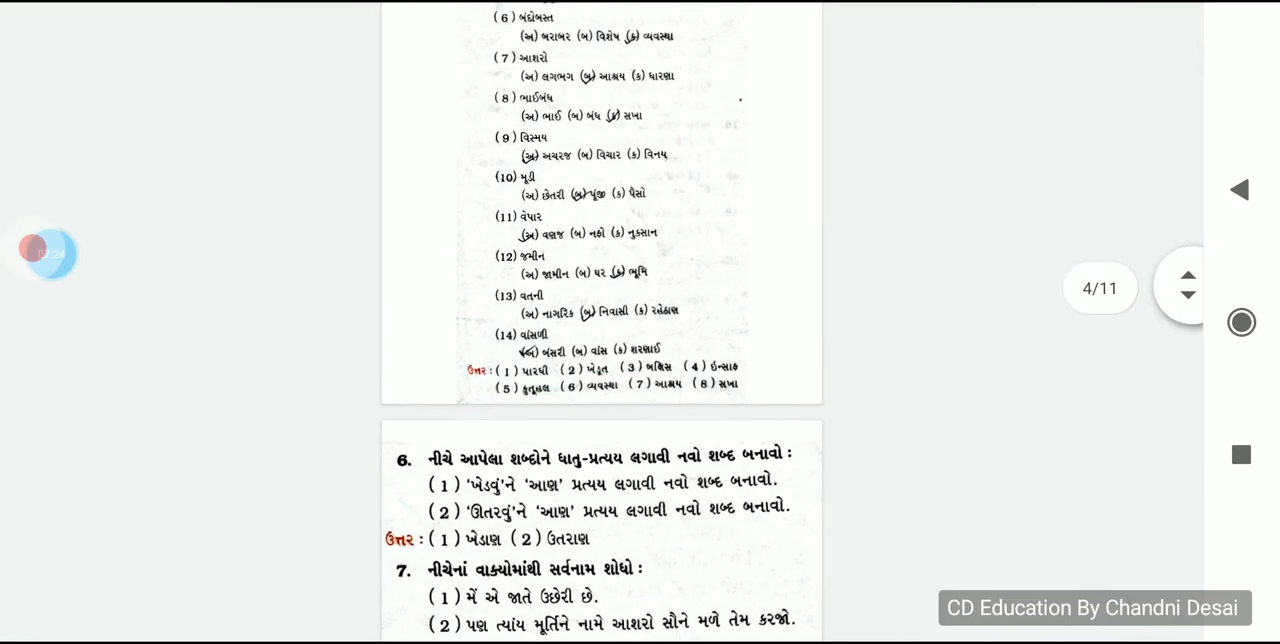 ( 6 ) બંદોબસ્ત
(અ) બરાબર (બ) વિશેષ (ક) વ્યવસ્થા
( 7 ) આશરો
(અ) લગભગ (બ) આશ્રય (ક) ધારણા
( 8 ) ભાઈબંધ
(અ) ભાઈ (બ) બંધ (ક) સખા
( 9 ) વિસ્મય
(અ) અચરજ (બ) વિચાર (ક) વિનય
(10) મૂડી
(અ) છેતરી (બ) પૂંજી (ક) પૈસો
(11) વેપાર
(અ) વણજ (બ) નફો (ક) નુકસાન
(12) જમીન
(અ) જામીન (બ) ઘર (ક) ભૂમિ
(13) વતની
(અ) નાગરિક (બ) નિવાસી (ક) રહેઠાણ
(14) વાંસળી
(અ) બંસરી (બ) વાંસ (ક) શરણાઈ
ઉત્તર : ( 1 ) પારધી ( 2 ) ખેડૂત ( 3 ) બક્ષિસ ( 4 ) ઇન્સાફ
( 5 ) કુતૂહલ ( 6 ) વ્યવસ્થા ( 7 ) આશ્રય ( 8 ) સખા
6. નીચે આપેલા શબ્દોને ધાતુ-પ્રત્યય લગાવી નવો શબ્દ બનાવો :
( 1 ) 'ખેડવું'ને 'આણ' પ્રત્યય લગાવી નવો શબ્દ બનાવો.
( 2 ) 'ઊતરવું'ને 'આણ' પ્રત્યય લગાવી નવો શબ્દ બનાવો.
ઉત્તર : ( 1 ) ખેડાણ ( 2 ) ઉતરાણ
7. નીચેનાં વાક્યોમાંથી સર્વનામ શોધો :
( 1 ) મેં એ જાતે ઉછેરી છે.
( 2 ) પણ ત્યાંય મૂર્તિને નામે આશરો સૌને મળે તેમ કરજો.
02:24
4/11
CD Education By Chandni Desai